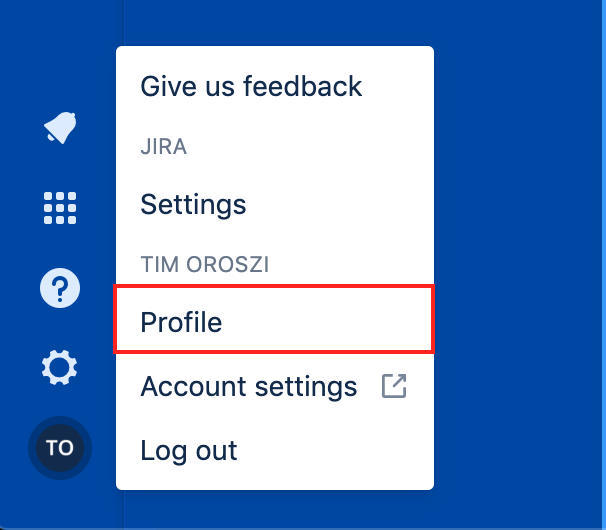 Give us feedback
JIRA
Settings
TIM OROSZI
Profile
Account settings
Log out
?
TO